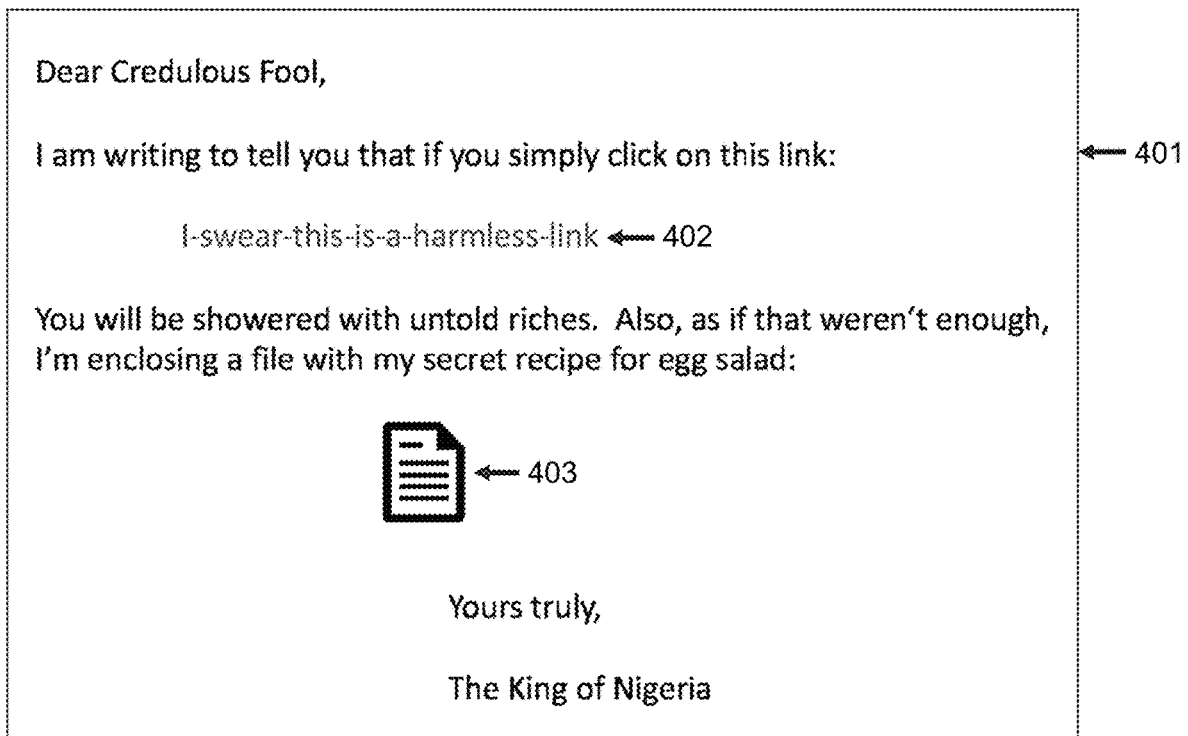 Dear Credulous Fool,
I am writing to tell you that if you simply click on this link:
401
I-swear-this-is-a-harmless-link
402
You will be showered with untold riches.  Also, as if that weren't enough,
I'm enclosing a file with my secret recipe for egg salad:
403
Yours truly,
The King of Nigeria